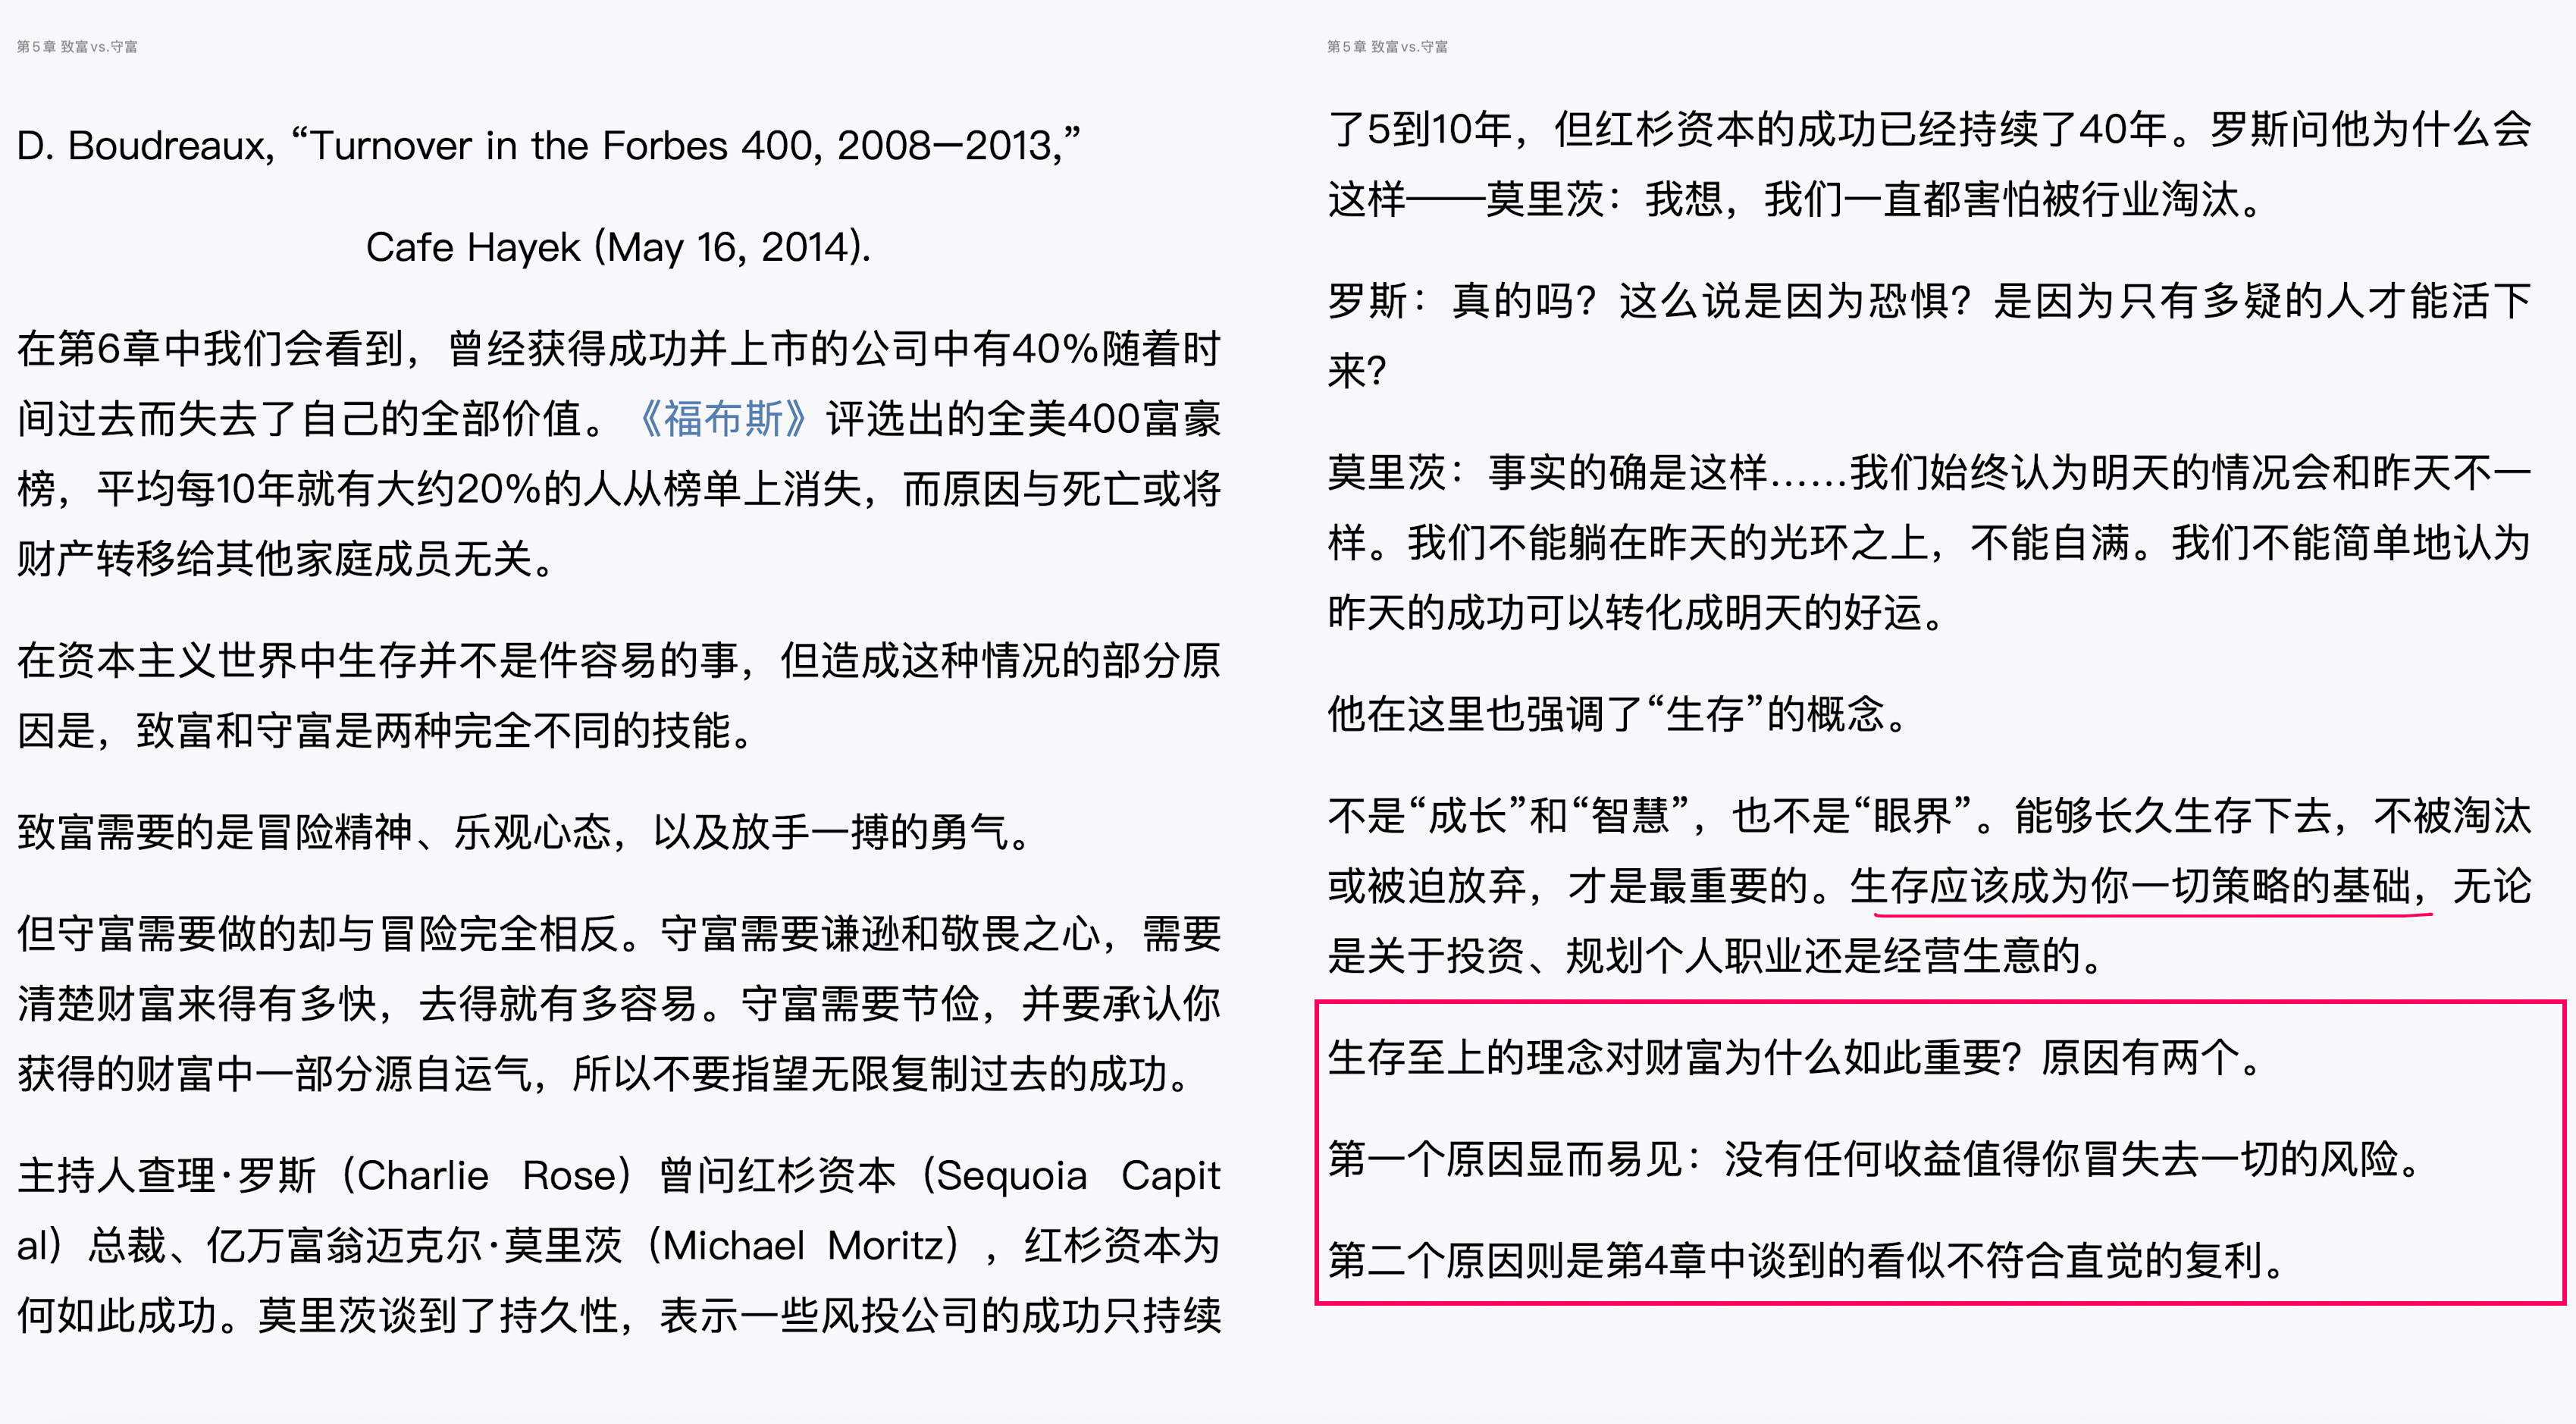 第5章 致富vs.守富
D. Boudreaux, “Turnover in the Forbes 400, 2008—2013,”
Cafe Hayek (May 16, 2014).
在第6章中我们会看到，曾经获得成功并上市的公司中有40%随着时
间过去而失去了自己的全部价值。《福布斯》评选出的全美400富豪
榜，平均每10年就有大约20%的人从榜单上消失，而原因与死亡或将
财产转移给其他家庭成员无关。
在资本主义世界中生存并不是件容易的事，但造成这种情况的部分原
因是，致富和守富是两种完全不同的技能。
致富需要的是冒险精神、乐观心态，以及放手一搏的勇气。
但守富需要做的却与冒险完全相反。守富需要谦逊和敬畏之心，需要
清楚财富来得有多快，去得就有多容易。守富需要节俭，并要承认你
获得的财富中一部分源自运气，所以不要指望无限复制过去的成功。
主持人查理·罗斯（Charlie Rose）曾问红杉资本（Sequoia Capit
al）总裁、亿万富翁迈克尔·莫里茨（Michael Moritz），红杉资本为
何如此成功。莫里茨谈到了持久性，表示一些风投公司的成功只持续
第5章 致富vs.守富
了5到10年，但红杉资本的成功已经持续了40年。罗斯问他为什么会
这样——莫里茨：我想，我们一直都害怕被行业淘汰。
罗斯：真的吗？这么说是因为恐惧？是因为只有多疑的人才能活下
来？
莫里茨：事实的确是这样……我们始终认为明天的情况会和昨天不一
样。我们不能躺在昨天的光环之上，不能自满。我们不能简单地认为
昨天的成功可以转化成明天的好运。
他在这里也强调了“生存”的概念。
不是“成长”和“智慧”，也不是“眼界”。能够长久生存下去，不被淘汰
或被迫放弃，才是最重要的。生存应该成为你一切策略的基础，无论
是关于投资、规划个人职业还是经营生意的。
生存至上的理念对财富为什么如此重要？原因有两个。
第一个原因显而易见：没有任何收益值得你冒失去一切的风险。
第二个原因则是第4章中谈到的看似不符合直觉的复利。